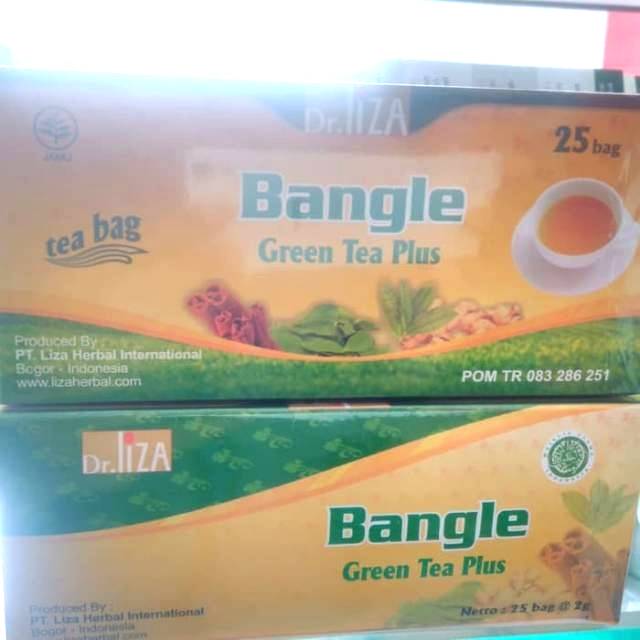 Dr.LIZA
JAMU
25 bag
Bangle
tea bag
Green Tea Plus
Produced By :
PT. Liza Herbal International
Bogor - Indonesia
www.lizaherbal.com
POM TR 083 286 251
Dr.LIZA
Bangle
Green Tea Plus
Netto : 25 bag @ 2g
Produced By :
PT. Liza Herbal International
Bogor - Indonesia